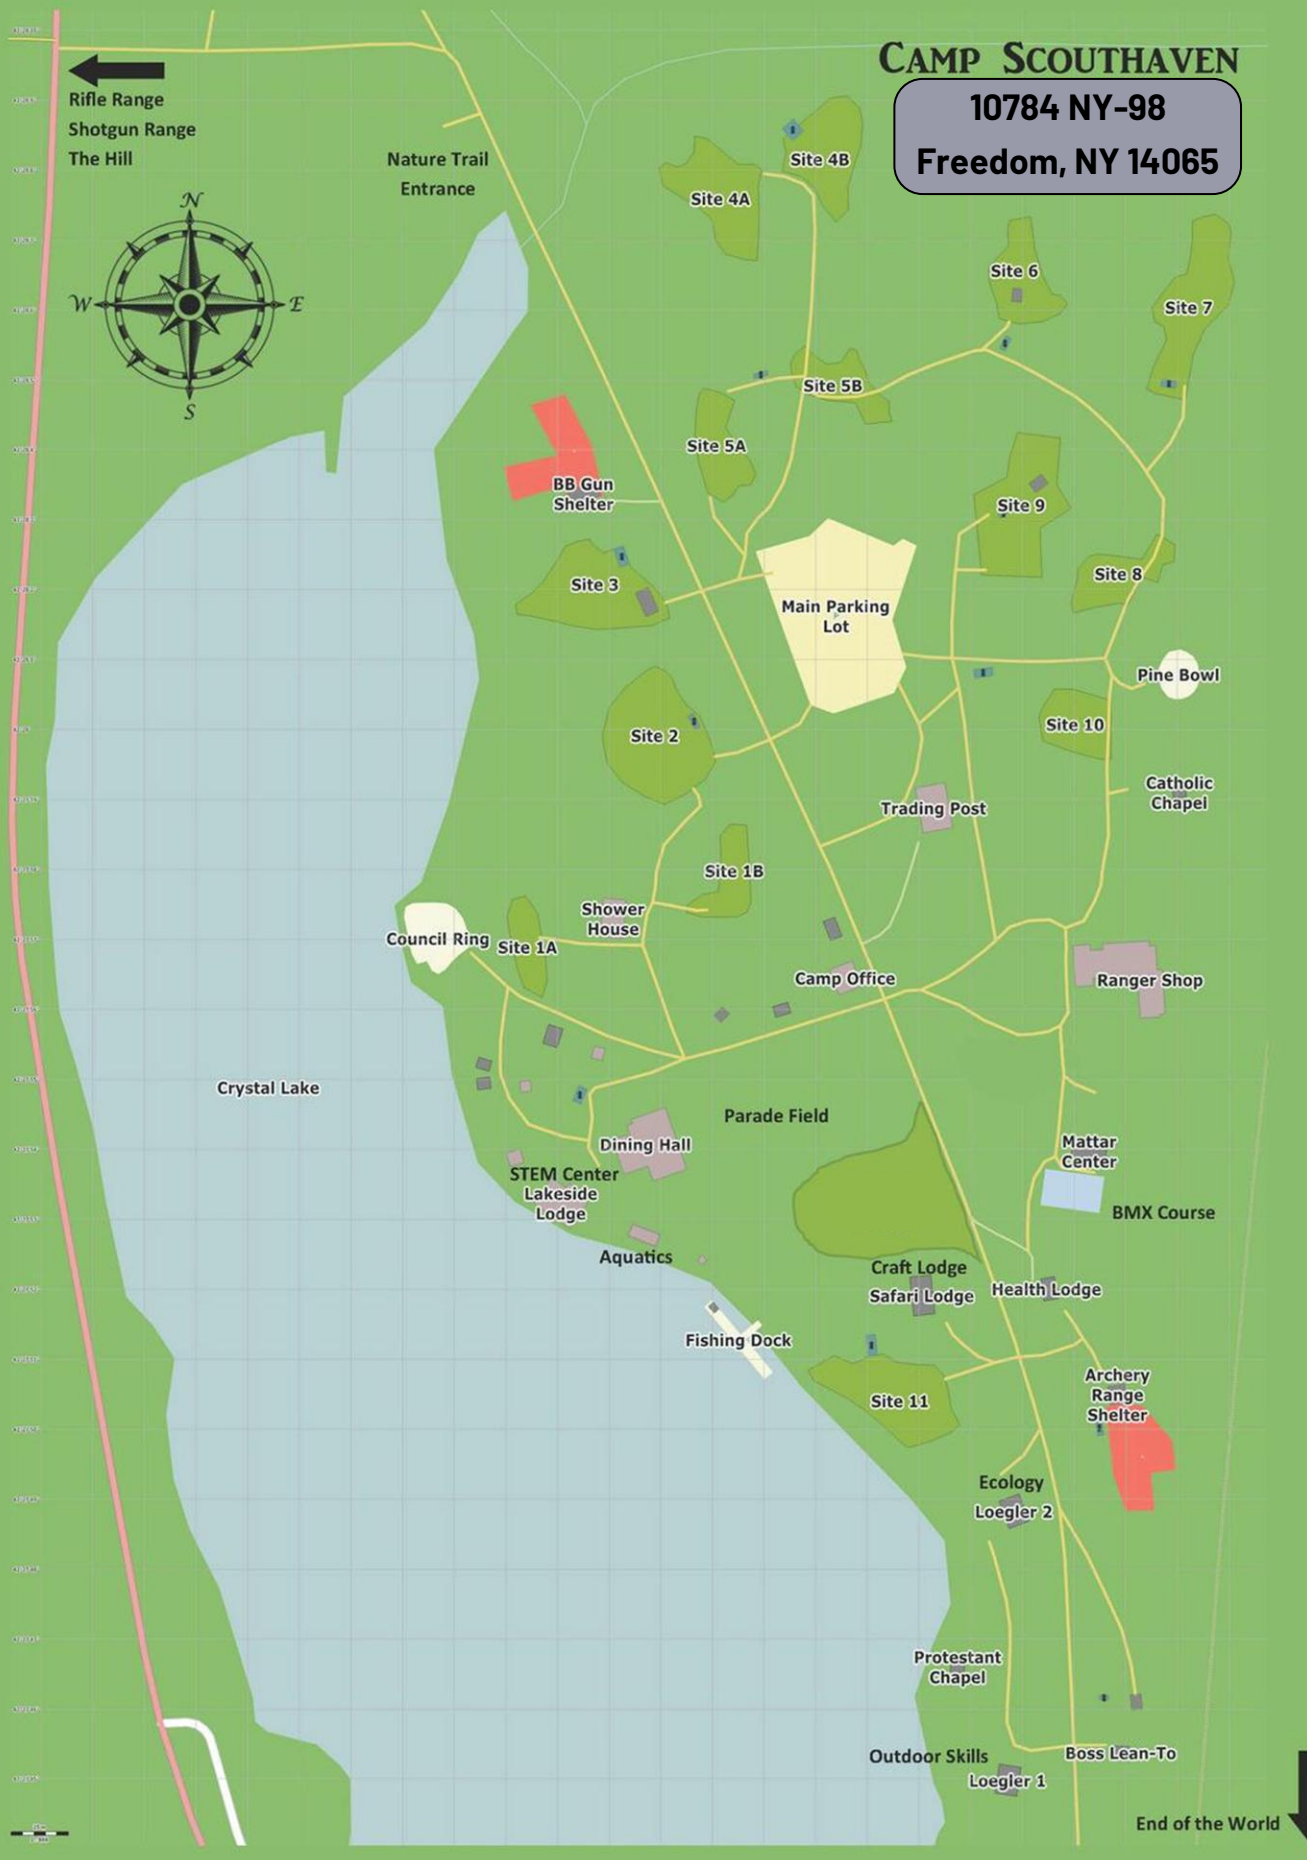 CAMP SCOUTHAVEN
10784 NY-98
Freedom, NY 14065
Rifle Range
Shotgun Range
The Hill
Nature Trail
Entrance
N
W
E
S
Site 4B
Site 4A
Site 6
Site 7
Site 5B
Site 5A
BB Gun
Shelter
Site 9
Site 3
Site 8
Main Parking
Lot
Pine Bowl
Site 2
Site 10
Catholic
Chapel
Trading Post
Site 1B
Shower
House
Council Ring
Site 1A
Camp Office
Ranger Shop
Crystal Lake
Parade Field
Dining Hall
Mattar
Center
STEM Center
Lakeside
Lodge
BMX Course
Aquatics
Craft Lodge
Safari Lodge
Health Lodge
Fishing Dock
Archery
Range
Shelter
Site 11
Ecology
Loegler 2
Protestant
Chapel
Outdoor Skills
Boss Lean-To
Loegler 1
End of the World